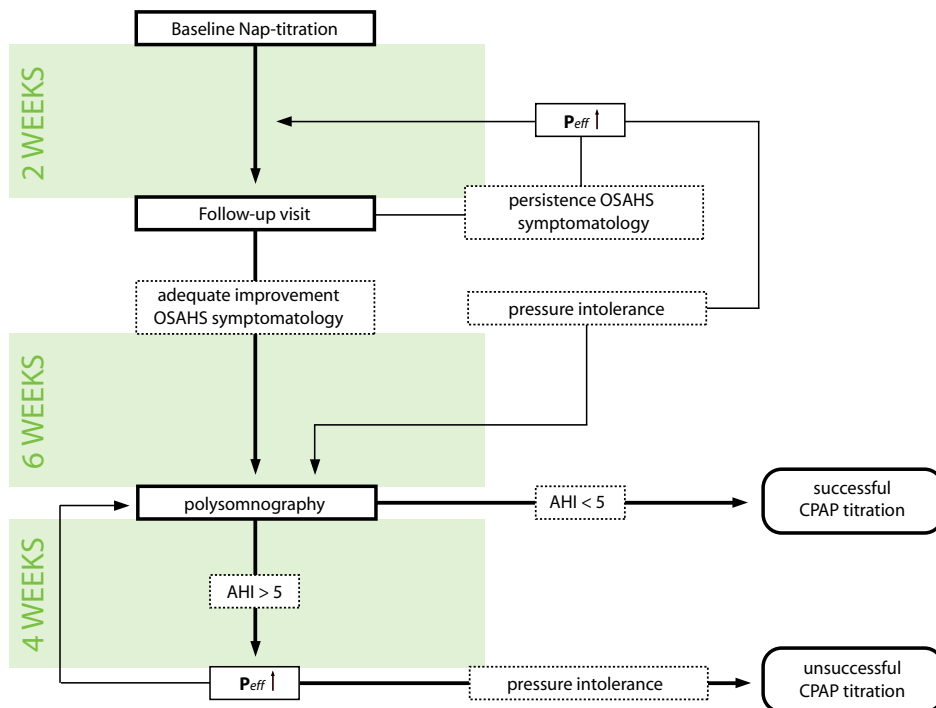 Baseline Nap-titration
2 WEEKS
Peff ↑
persistence OSAHS
symptomatology
Follow-up visit
adequate improvement
OSAHS symptomatology
pressure intolerance
6 WEEKS
polysomnography
AHI < 5
successful
CPAP titration
4 WEEKS
AHI > 5
Peff ↑
pressure intolerance
unsuccessful
CPAP titration